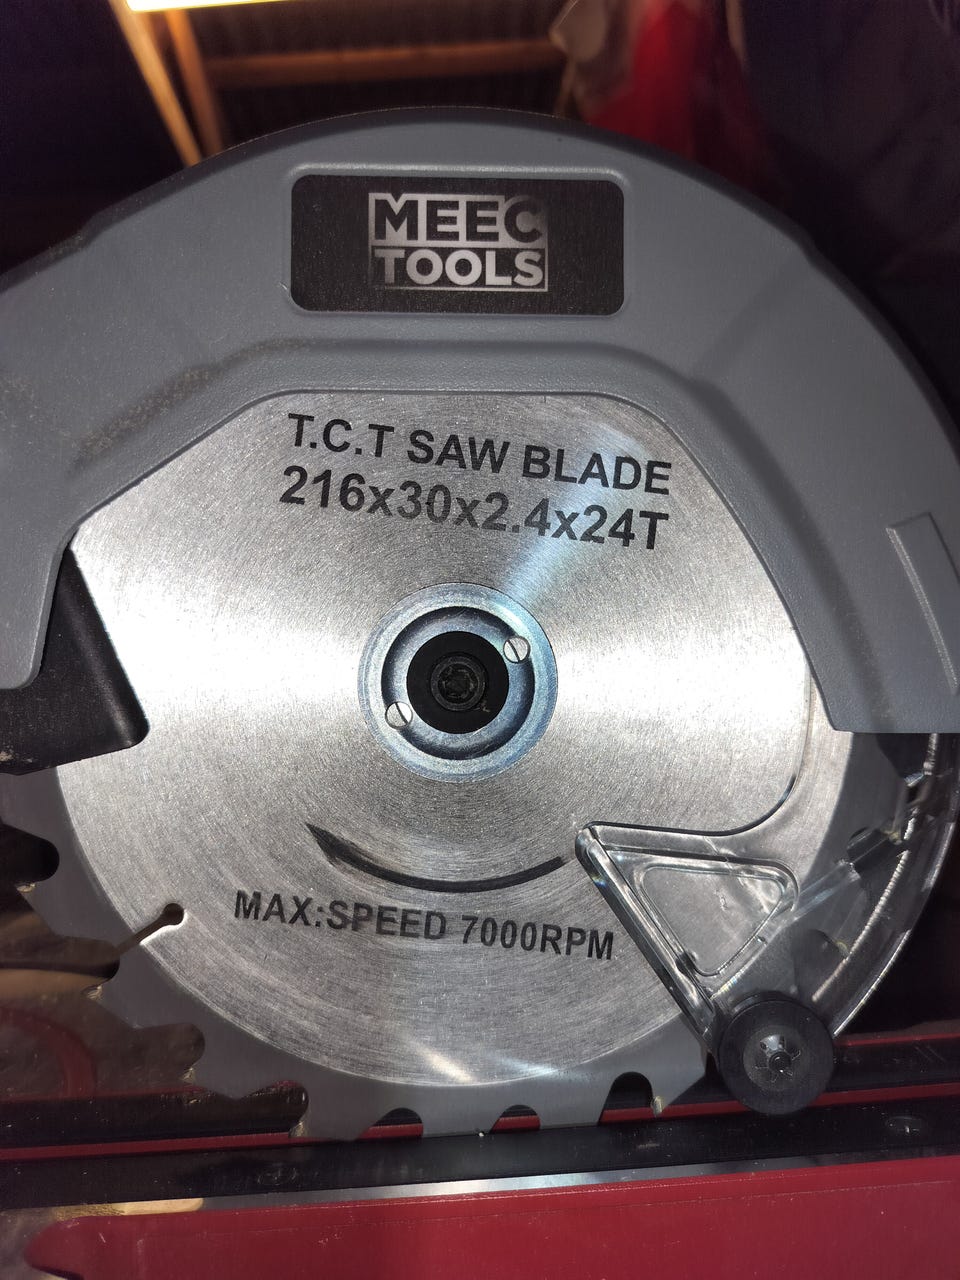 MEEC
TOOLS
T.C.T SAW BLADE
216x30x2.4x24T
MAX:SPEED 7000RPM